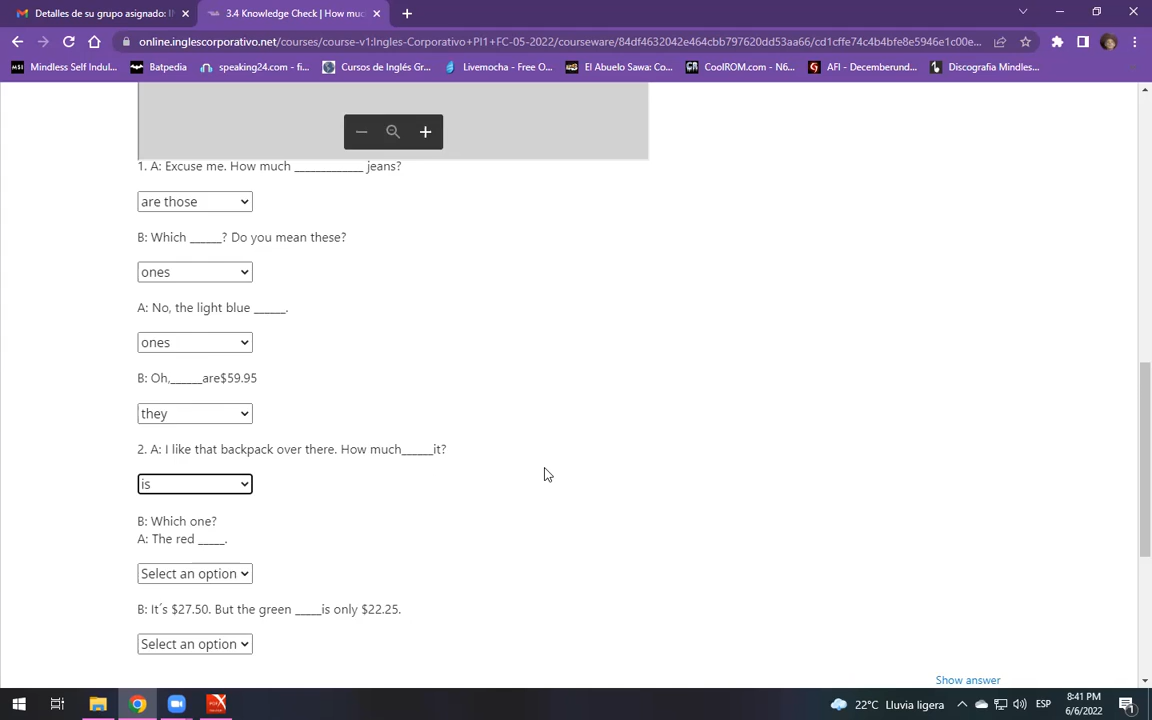 Detalles de su grupo asignado: I
3.4 Knowledge Check | How muc
online.inglescorporativo.net/courses/course-v1:Ingles-Corporativo+PI1+FC-05-2022/courseware/84df4632042e464cbb797620dd53aa66/cd1cffe74c4b4bfe8e5946e1c00e...
Mindless Self Indul...
Batpedia
speaking24.com - fi...
Cursos de Inglés Gr...
Livemocha - Free O...
El Abuelo Sawa: Co...
CoolROM.com - N6...
AFI - Decemberund...
Discografia Mindles...
1. A: Excuse me. How much _____________ jeans?
are those
B: Which ______? Do you mean these?
ones
A: No, the light blue ______.
ones
B: Oh,______are$59.95
they
2. A: I like that backpack over there. How much______it?
is
B: Which one?
A: The red _____.
Select an option
B: It´s $27.50. But the green _____is only $22.25.
Select an option
Show answer
22°C Lluvia ligera
ESP
8:41 PM
6/6/2022
1